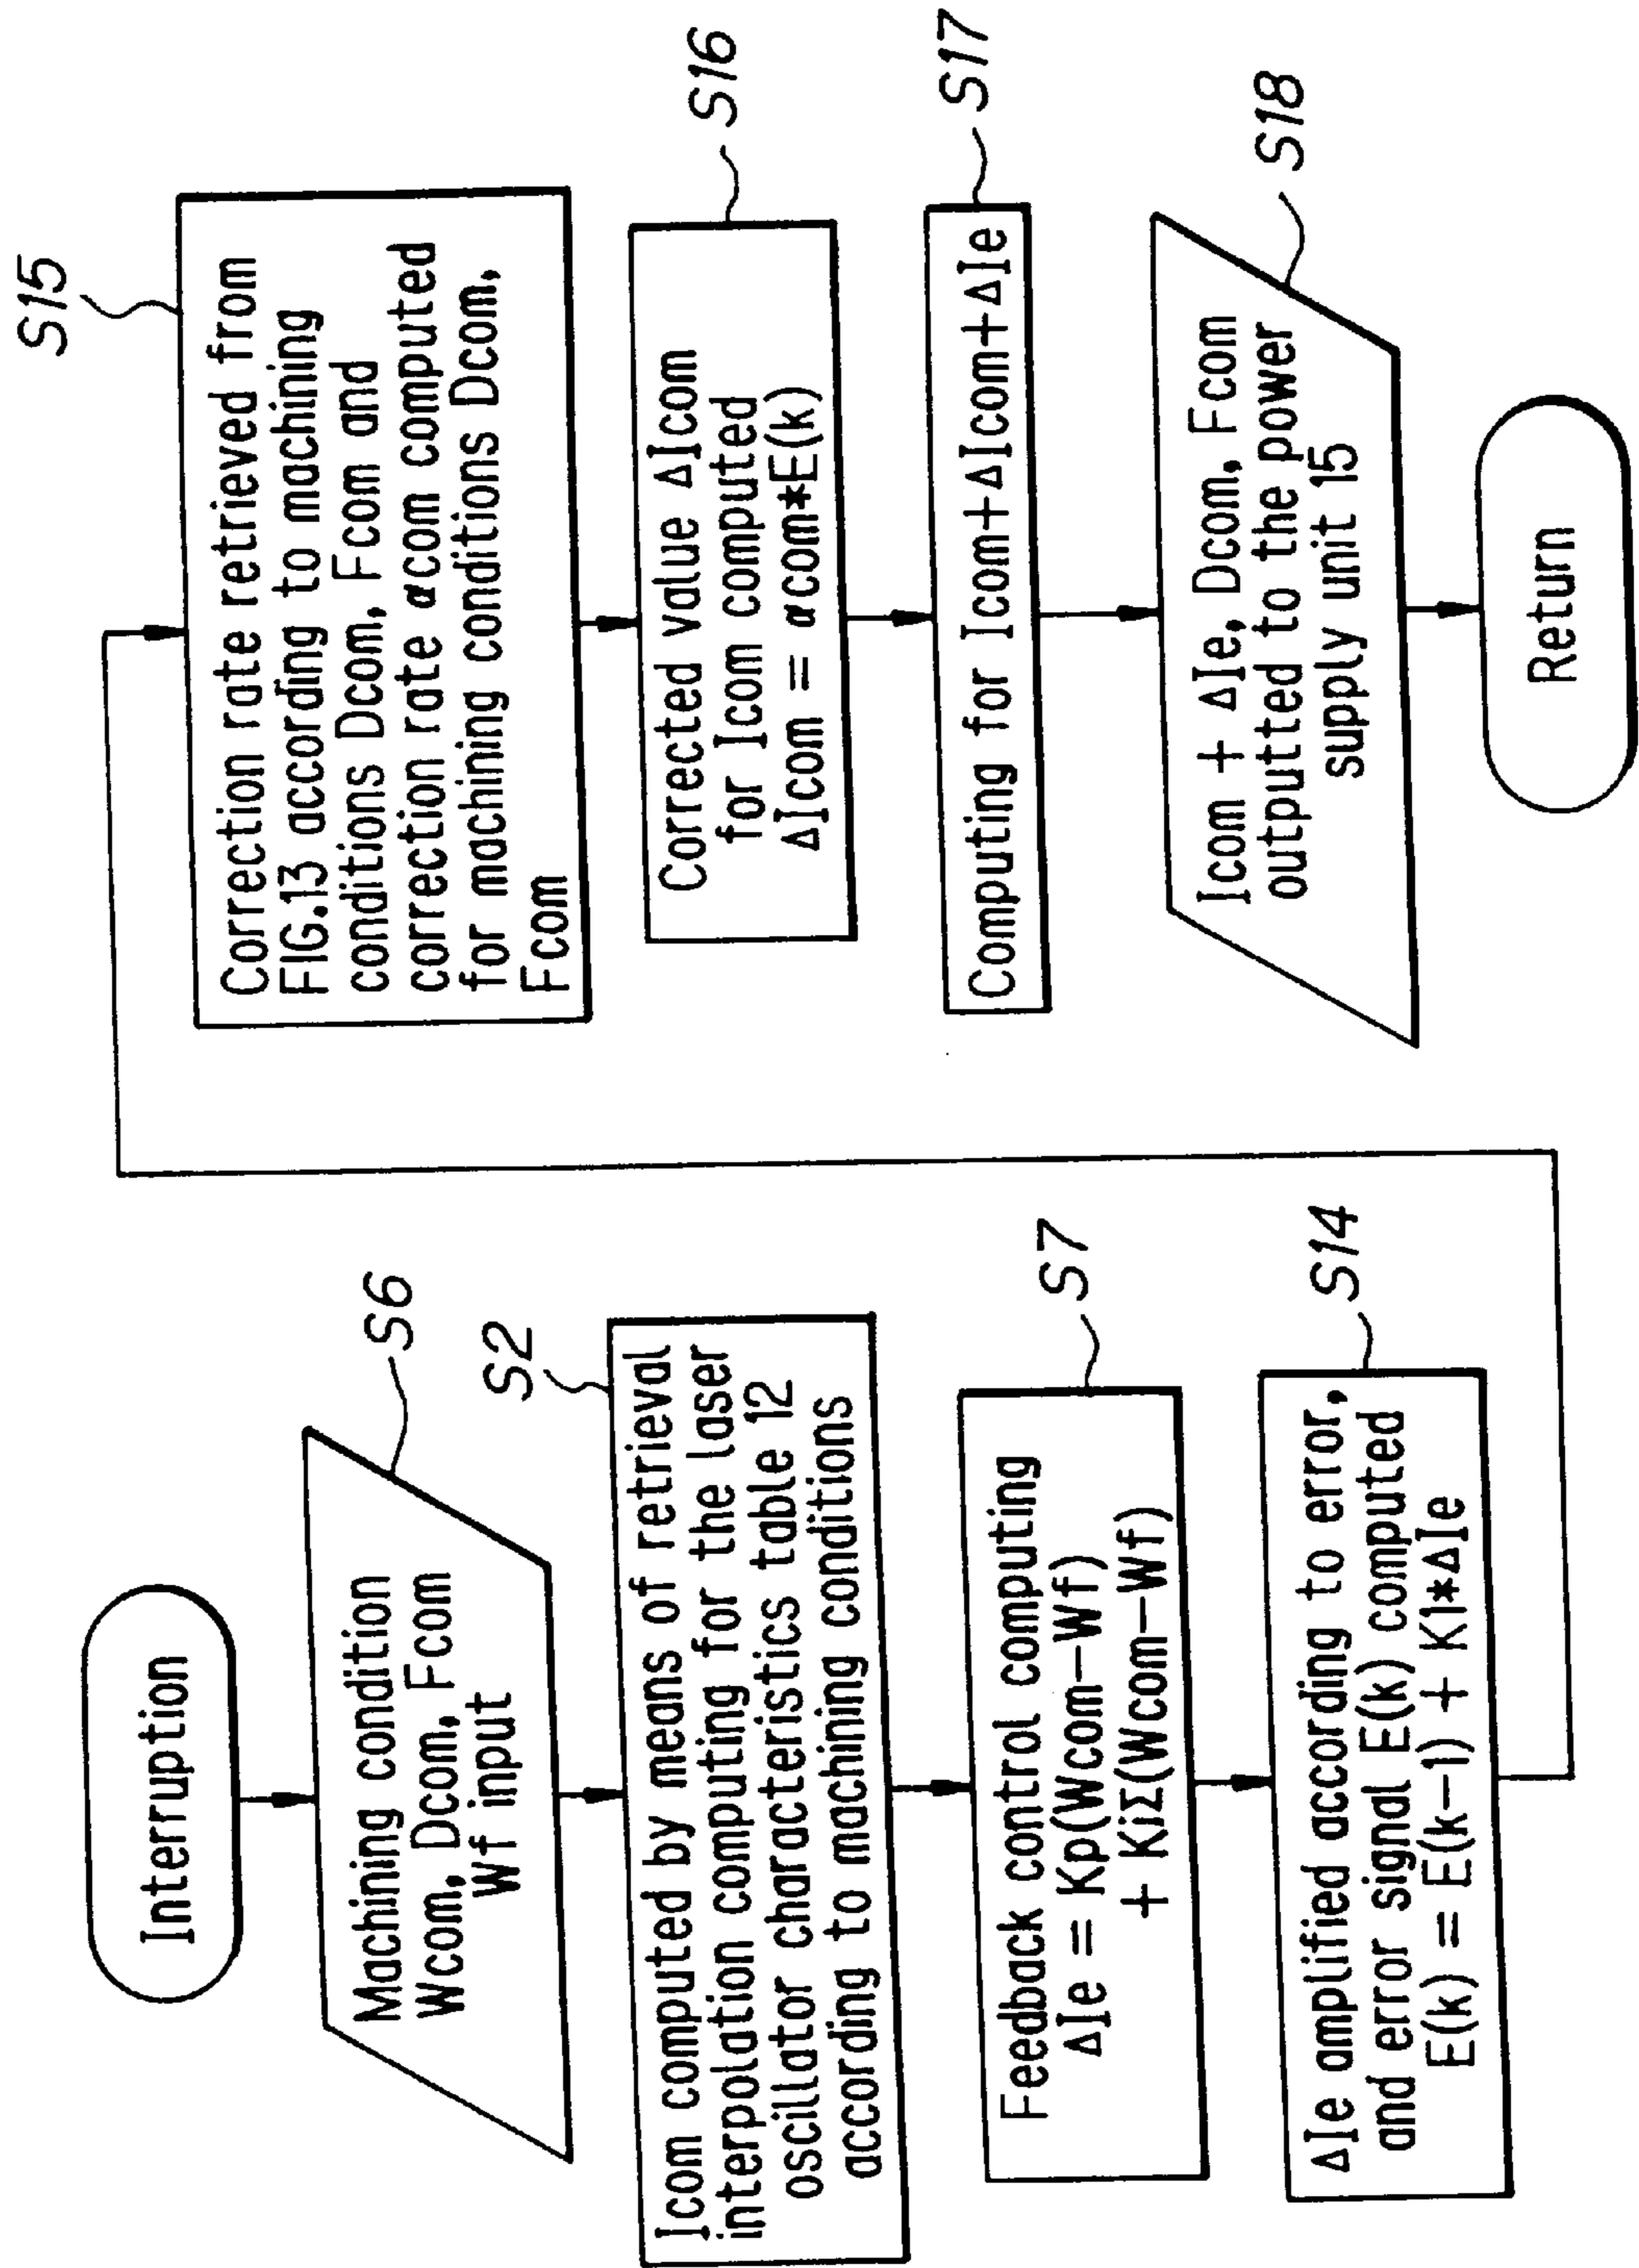 Interruption
S6
Machining condition
Wcom, Dcom, Fcom
Wf input
S2
Icom computed by means of retrieval
interpolation computing for the laser
oscillator characteristics table 12
according to machining conditions
S7
Feedback control computing
ΔIe = Kp(Wcom-Wf)
+ KiΣ(Wcom-Wf)
S14
ΔIe amplified according to error,
and error signal E(k) computed
E(k) = E(k-1) + K1*ΔIe
S15
Correction rate retrieved from
FIG.13 according to machining
conditions Dcom, Fcom and
correction rate αcom computed
for machining conditions Dcom,
Fcom
S16
Corrected value ΔIcom
for Icom computed
ΔIcom = αcom*E(k)
S17
Computing for Icom+ΔIcom+ΔIe
S18
Icom + ΔIe, Dcom, Fcom
outputted to the power
supply unit 15
Return